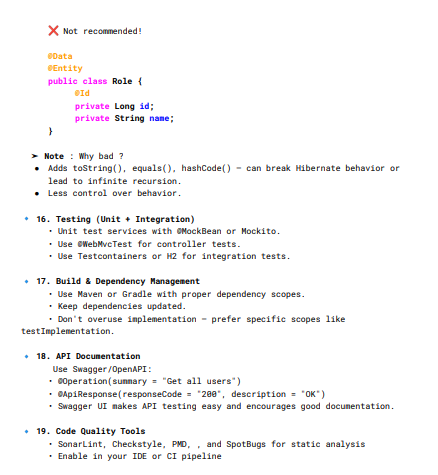 ❌ Not recommended!
@Data
@Entity
public class Role {
@Id
private Long id;
private String name;
}
➤ Note : Why bad ?
● Adds toString(), equals(), hashCode() — can break Hibernate behavior or
lead to infinite recursion.
● Less control over behavior.
🔹 16. Testing (Unit + Integration)
• Unit test services with @MockBean or Mockito.
• Use @WebMvcTest for controller tests.
• Use Testcontainers or H2 for integration tests.
🔹 17. Build & Dependency Management
• Use Maven or Gradle with proper dependency scopes.
• Keep dependencies updated.
• Don't overuse implementation — prefer specific scopes like
testImplementation.
🔹 18. API Documentation
Use Swagger/OpenAPI:
• @Operation(summary = "Get all users")
• @ApiResponse(responseCode = "200", description = "OK")
• Swagger UI makes API testing easy and encourages good documentation.
🔹 19. Code Quality Tools
• SonarLint, Checkstyle, PMD, , and SpotBugs for static analysis
• Enable in your IDE or CI pipeline